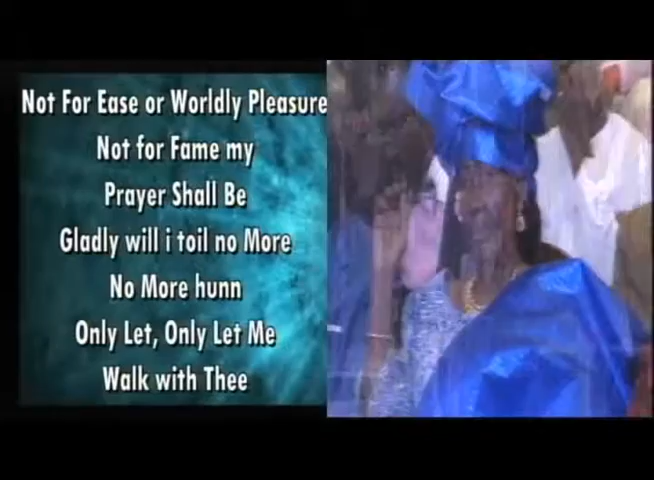 Not For Ease or Worldly Pleasure
Not for Fame my
Prayer Shall Be
Gladly will i toil no More
No More hunn
Only Let, Only Let Me
Walk with Thee